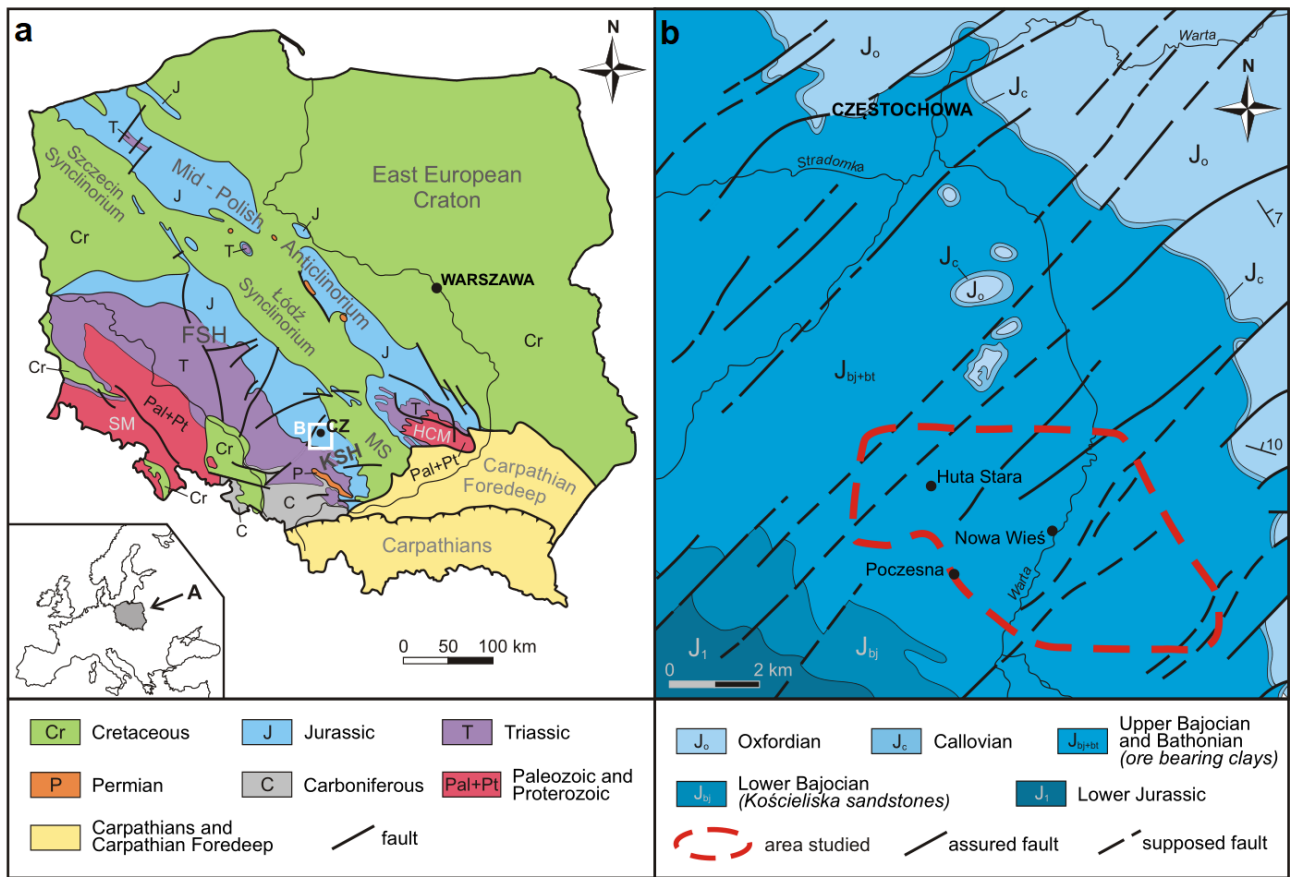 a
N
J
T
Szczecin
Synclinorium
Mid - Polish
Anticlinorium
East European
Craton
J
J
T
Cr
WARSZAWA
J
Łódź
Synclinorium
FSH
T
J
Cr
Cr
Pal+Pt
SM
B
CZ
KSH
MS
T
HCM
Pal+Pt
Cr
P
C
Cr
C
Carpathian
Foredeep
Carpathians
A
0 50 100 km
b
Jo
Warta
N
Jc
CZĘSTOCHOWA
Jo
Stradomka
7
Jc
Jo
Jc
Jbj+bt
10
Huta Stara
Nowa Wieś
Poczesna
Warta
J1
Jbj
0 2 km
Cr Cretaceous
J Jurassic
T Triassic
P Permian
C Carboniferous
Pal+Pt Paleozoic and
Proterozoic
Carpathians and
Carpathian Foredeep
fault
Jo Oxfordian
Jc Callovian
Jbj+bt Upper Bajocian
and Bathonian
(ore bearing clays)
Jbj Lower Bajocian
(Kościeliska sandstones)
J1 Lower Jurassic
area studied
assured fault
supposed fault